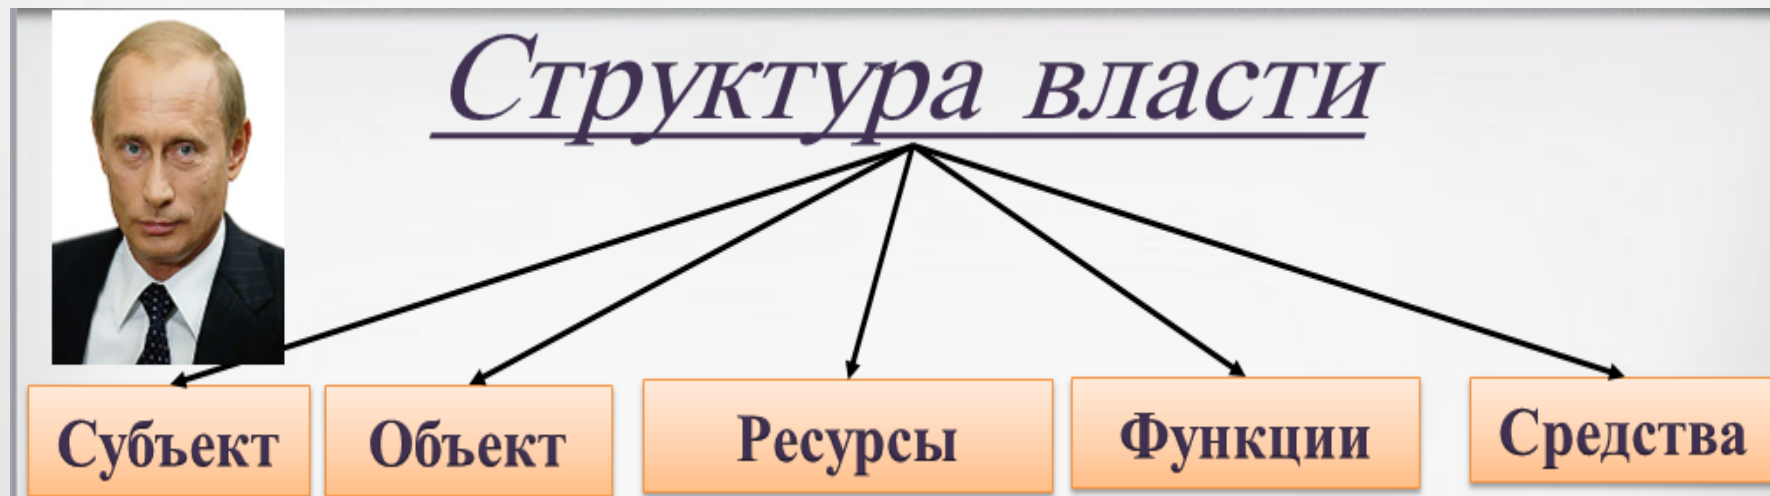 Структура власти
Субъект
Объект
Ресурсы
Функции
Средства